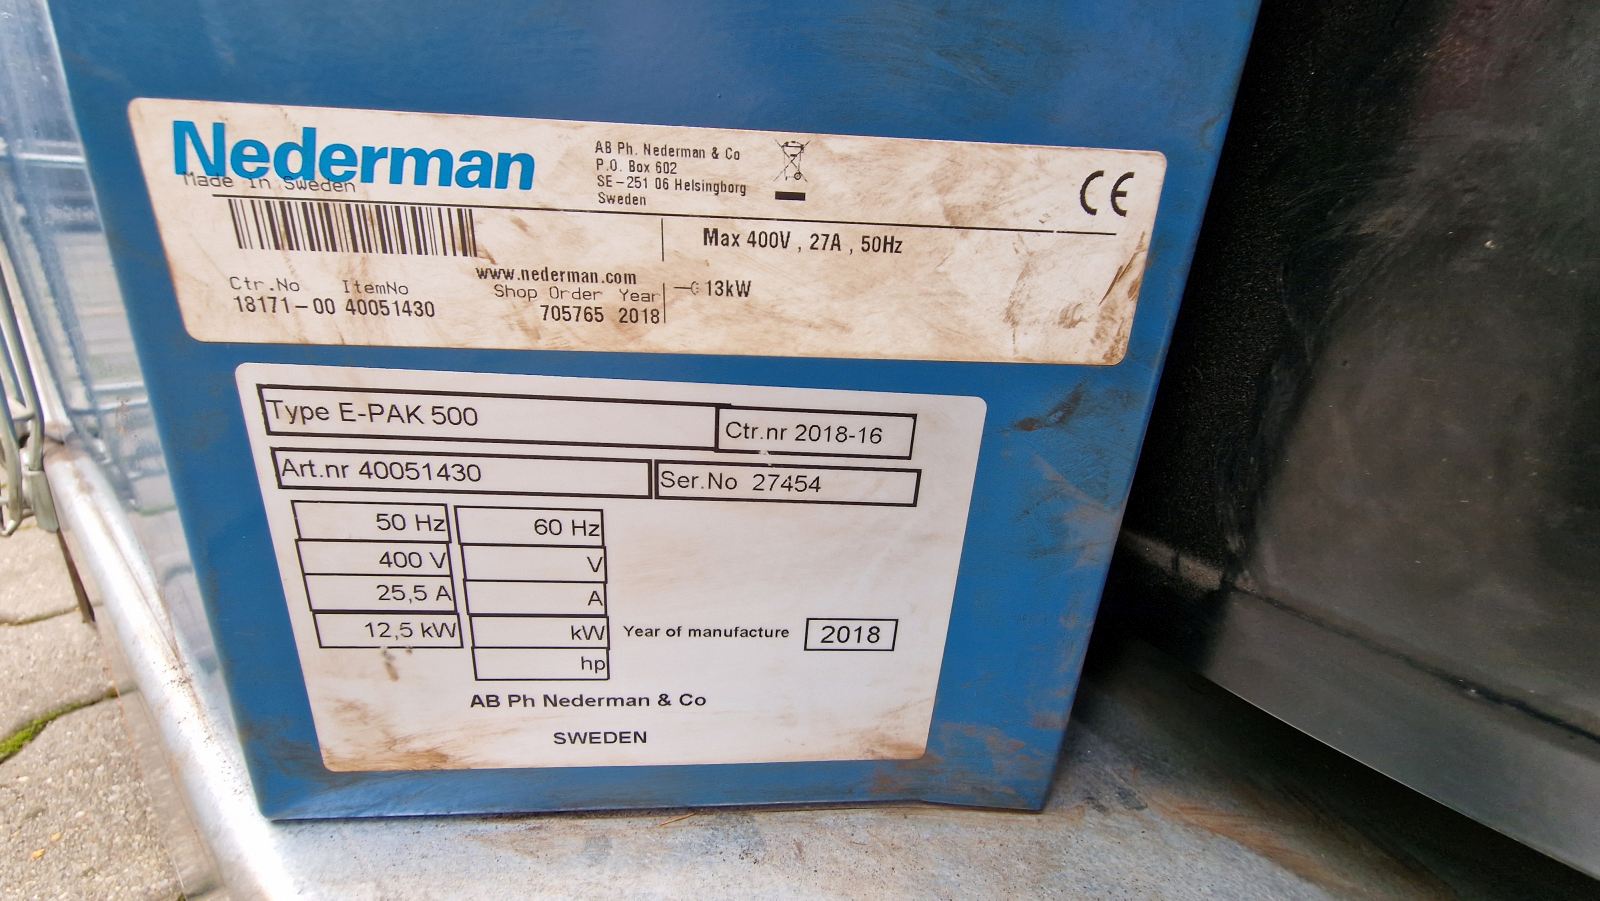 Nederman
Made in Sweden
AB Ph. Nederman & Co
P.O. Box 602
SE-251 06 Helsingborg
Sweden
CE
Max 400V , 27A , 50Hz
www.nederman.com
Ctr.No ItemNo Shop Order Year
18171-00 40051430 705765 2018
13kW
Type E-PAK 500
Ctr.nr 2018-16
Art.nr 40051430
Ser.No 27454
50 Hz 60 Hz
400 V V
25,5 A A
12,5 kW kW
hp
Year of manufacture 2018
AB Ph Nederman & Co
SWEDEN